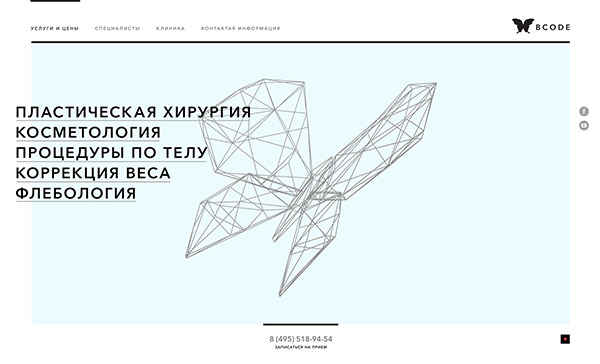 УСЛУГИ И ЦЕНЫ СПЕЦИАЛИСТЫ КЛИНИКА КОНТАКТАЯ ИНФОРМАЦИЯ
BCODE
ПЛАСТИЧЕСКАЯ ХИРУРГИЯ
КОСМЕТОЛОГИЯ
ПРОЦЕДУРЫ ПО ТЕЛУ
КОРРЕКЦИЯ ВЕСА
ФЛЕБОЛОГИЯ
8 (495) 518-94-54
ЗАПИСАТЬСЯ НА ПРИЕМ